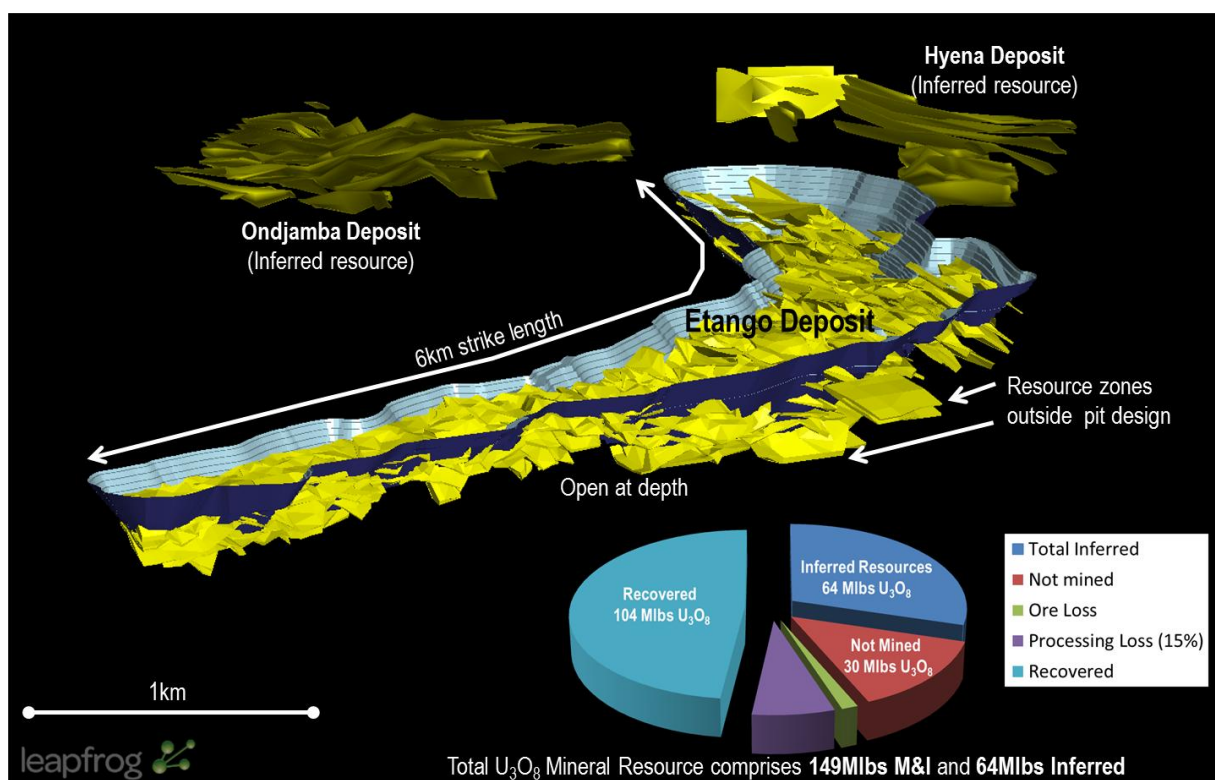 Hyena Deposit
(Inferred resource)
Ondjamba Deposit
(Inferred resource)
6km strike length
Etango Deposit
Resource zones
outside pit design
Open at depth
Recovered
104 Mlbs U₃O₈
Inferred Resources
64 Mlbs U₃O₈
Not Mined
30 Mlbs U₃O₈
Total Inferred
Not mined
Ore Loss
Processing Loss (15%)
Recovered
1km
leapfrog
Total U₃O₈ Mineral Resource comprises 149Mlbs M&I and 64Mlbs Inferred